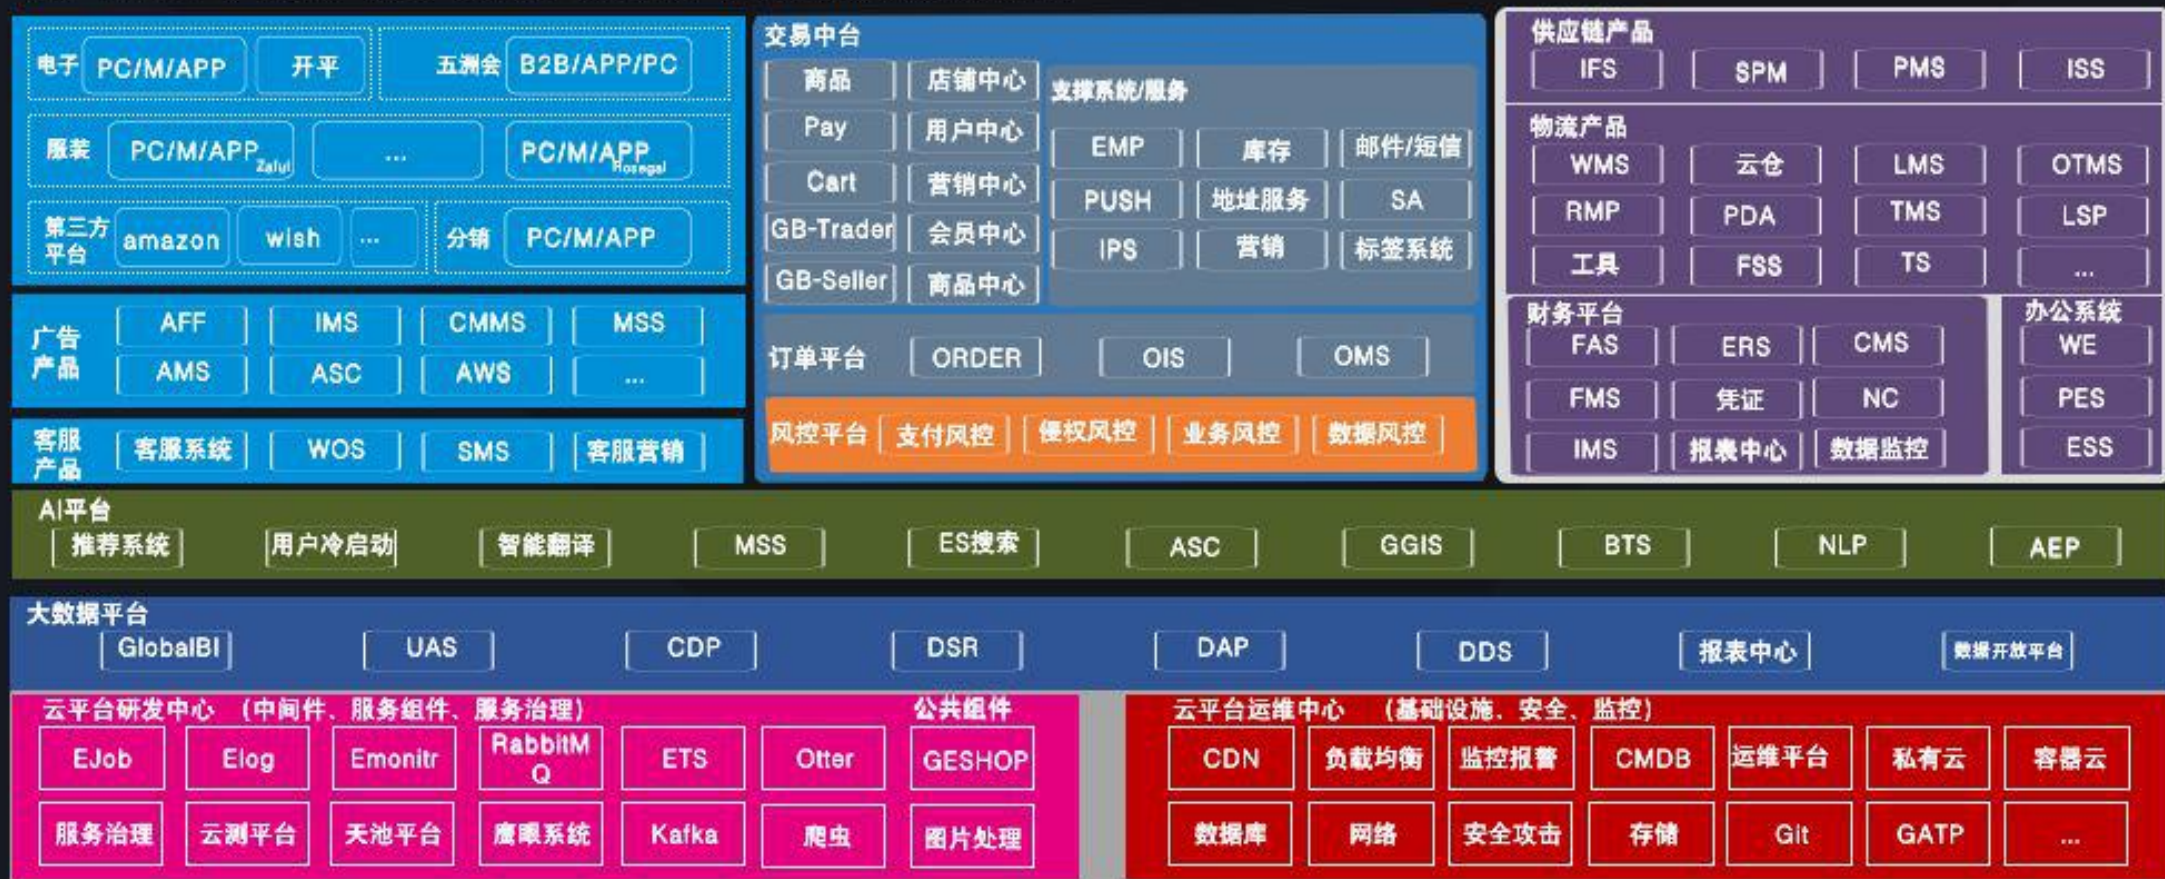 电子
PC/M/APP
开平
五洲会
B2B/APP/PC
服装
PC/M/APP
Zaful
...
PC/M/APP
Rosegal
第三方
平台
amazon
wish
...
分销
PC/M/APP
广告
产品
AFF
IMS
CMMS
MSS
AMS
ASC
AWS
...
客服
产品
客服系统
WOS
SMS
客服营销
交易中台
商品
店铺中心
Pay
用户中心
Cart
营销中心
GB-Trader
会员中心
GB-Seller
商品中心
支撑系统/服务
EMP
库存
邮件/短信
PUSH
地址服务
SA
IPS
营销
标签系统
订单平台
ORDER
OIS
OMS
风控平台
支付风控
侵权风控
业务风控
数据风控
供应链产品
IFS
SPM
PMS
ISS
物流产品
WMS
云仓
LMS
OTMS
RMP
PDA
TMS
LSP
工具
FSS
TS
...
财务平台
FAS
ERS
CMS
FMS
凭证
NC
IMS
报表中心
数据监控
办公系统
WE
PES
ESS
AI平台
推荐系统
用户冷启动
智能翻译
MSS
ES搜索
ASC
GGIS
BTS
NLP
AEP
大数据平台
GlobalBI
UAS
CDP
DSR
DAP
DDS
报表中心
数据开放平台
云平台研发中心 (中间件、服务组件、服务治理)
公共组件
EJob
Elog
Emonitr
RabbitM
Q
ETS
Otter
GESHOP
服务治理
云测平台
天池平台
鹰眼系统
Kafka
爬虫
图片处理
云平台运维中心 (基础设施、安全、监控)
CDN
负载均衡
监控报警
CMDB
运维平台
私有云
容器云
数据库
网络
安全攻击
存储
Git
GATP
...